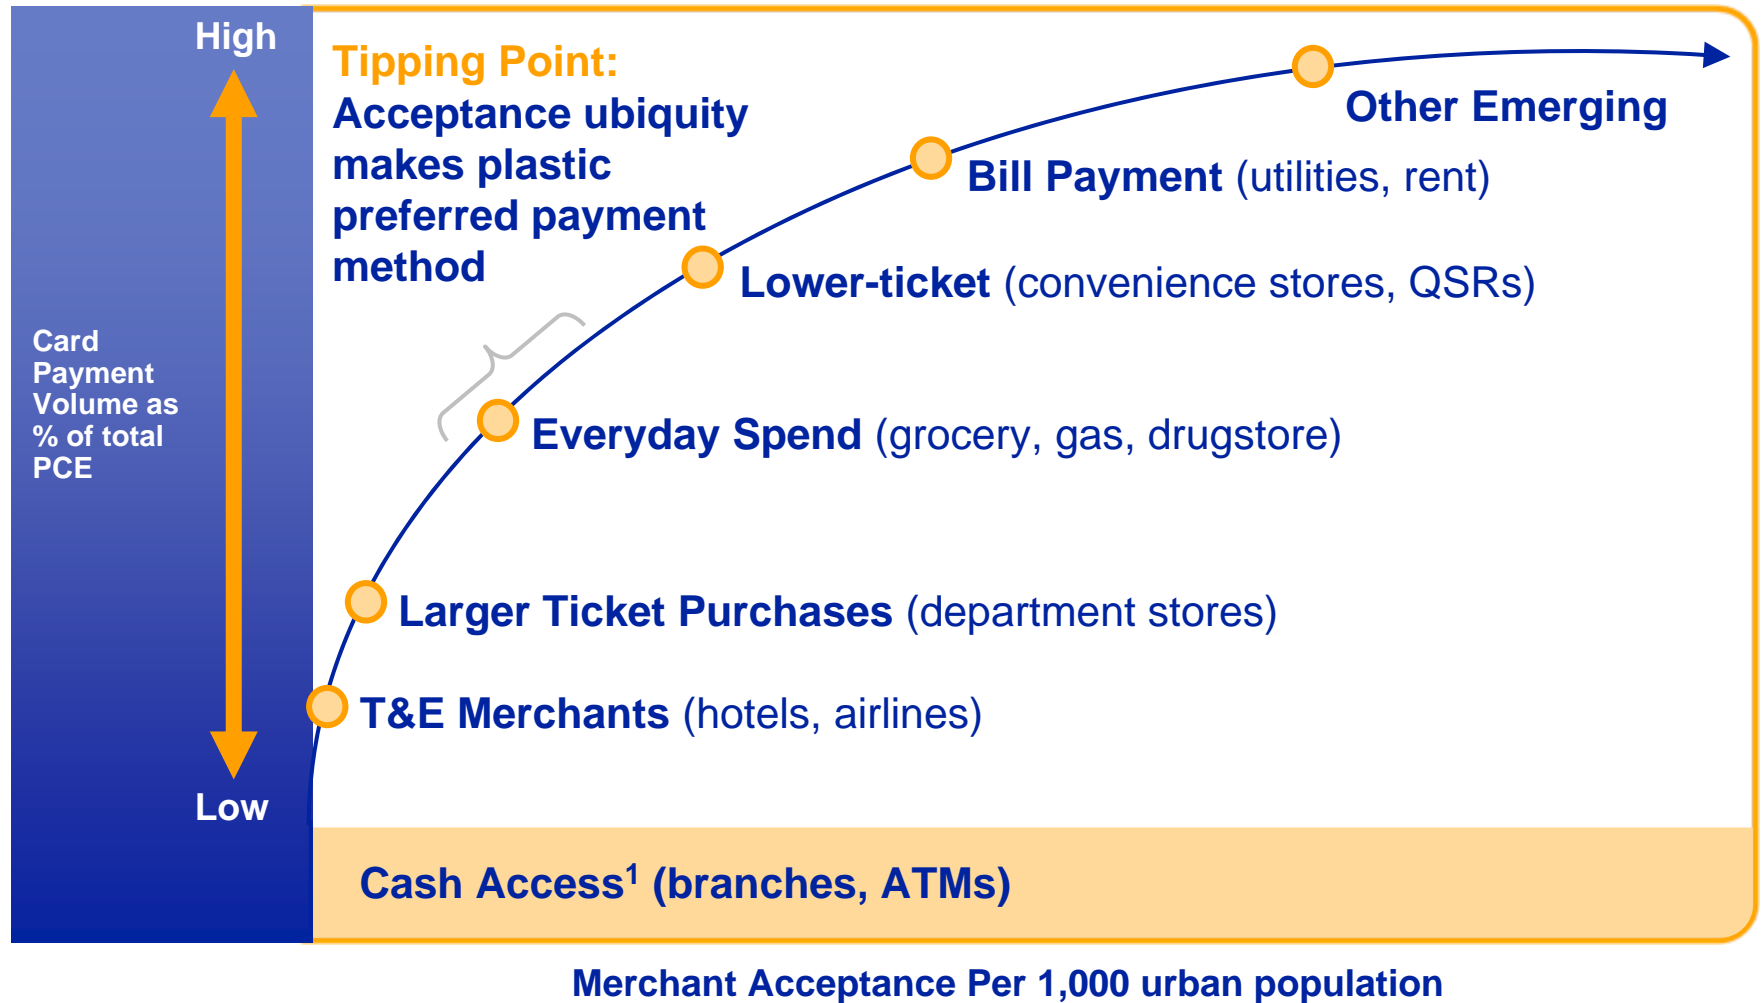 High
Tipping Point:
Acceptance ubiquity
makes plastic
preferred payment
method
Other Emerging
Bill Payment (utilities, rent)
Lower-ticket (convenience stores, QSRs)
Card
Payment
Volume as
% of total
PCE
Everyday Spend (grocery, gas, drugstore)
Larger Ticket Purchases (department stores)
T&E Merchants (hotels, airlines)
Low
Cash Access¹ (branches, ATMs)
Merchant Acceptance Per 1,000 urban population